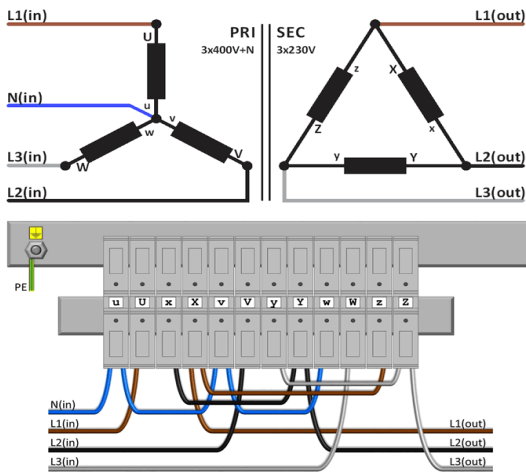 L1(in)
PRI
SEC
L1(out)
U
3x400V+N
3x230V
z
X
N(in)
u
v
w
Z
x
L3(in)
W
V
y
Y
L2(out)
L2(in)
L3(out)
PE
u U x X v V y Y w W z Z
N(in)
L1(in)
L1(out)
L2(in)
L2(out)
L3(in)
L3(out)